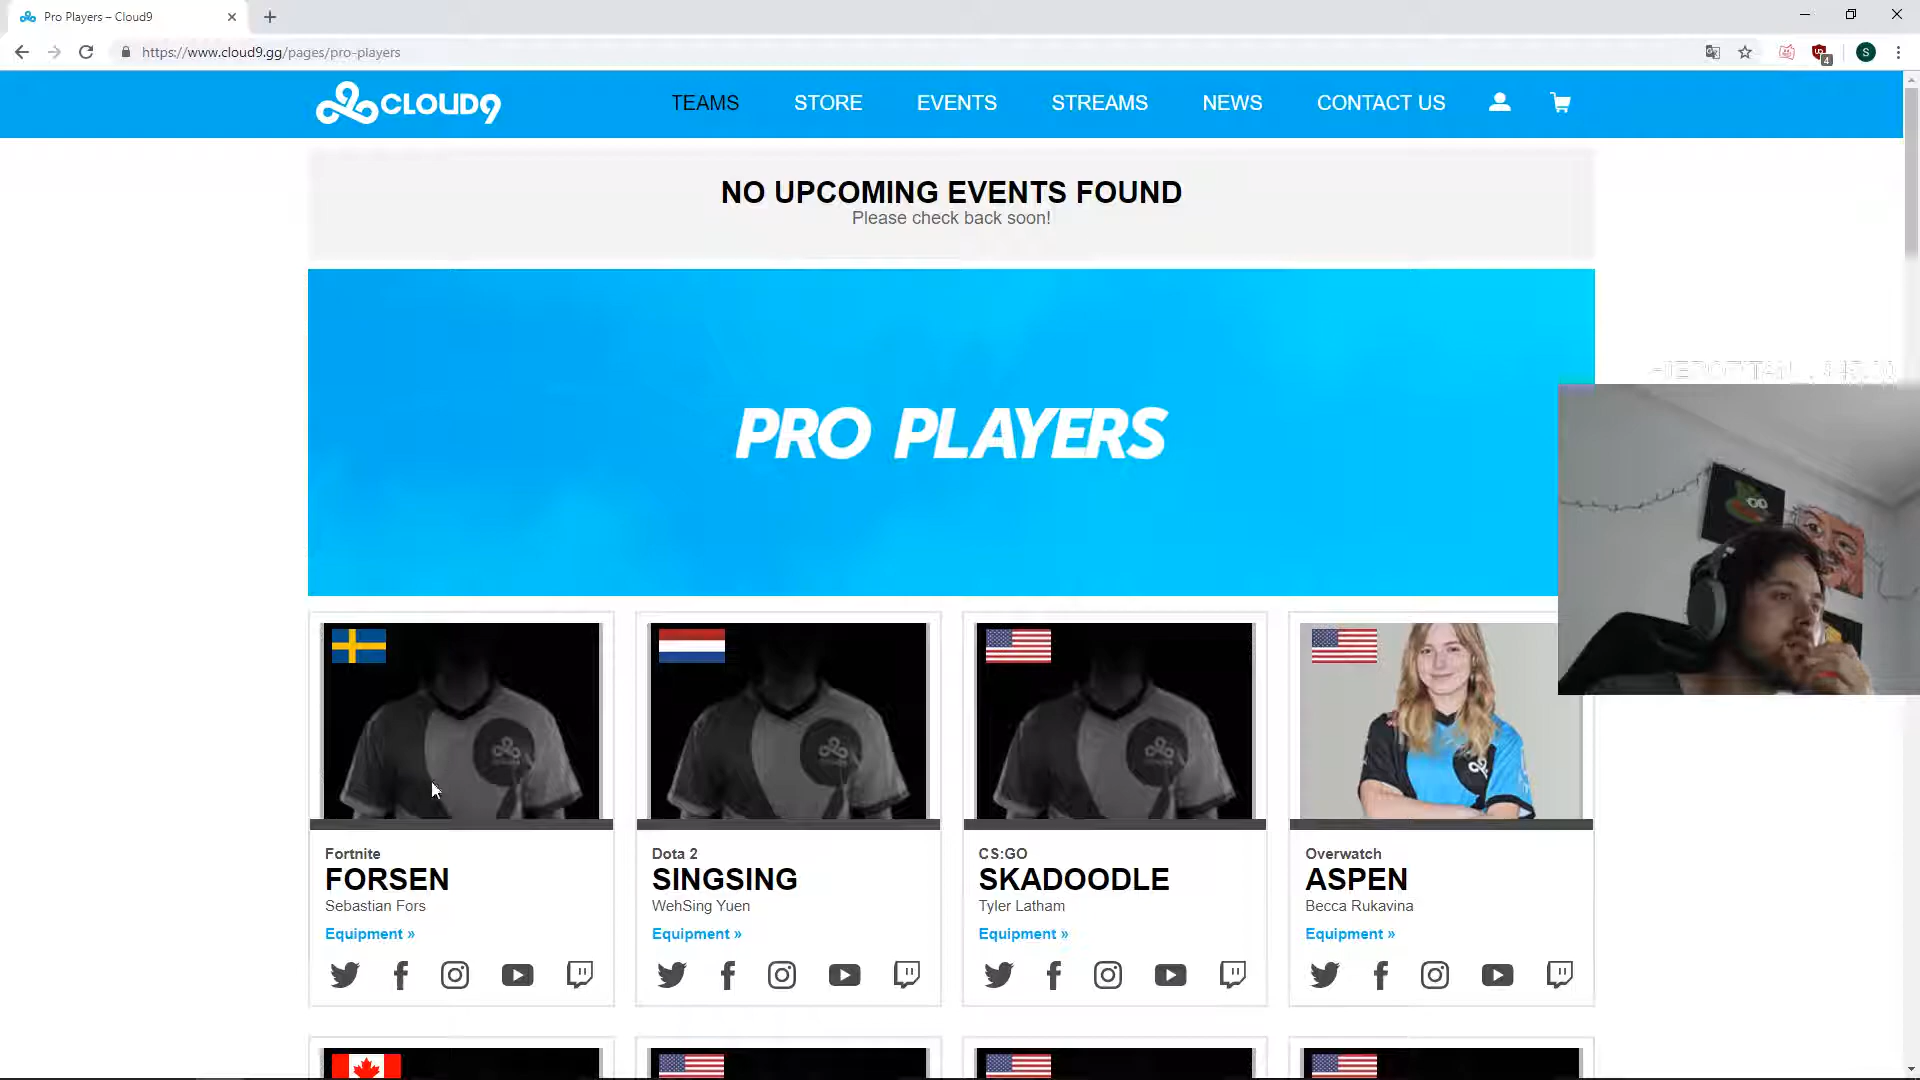 Pro Players – Cloud9
https://www.cloud9.gg/pages/pro-players
4
S
CLOUD9
TEAMS
STORE
EVENTS
STREAMS
NEWS
CONTACT US
NO UPCOMING EVENTS FOUND
Please check back soon!
PRO PLAYERS
Fortnite
FORSEN
Sebastian Fors
Equipment »
Dota 2
SINGSING
WehSing Yuen
Equipment »
CS:GO
SKADOODLE
Tyler Latham
Equipment »
Overwatch
ASPEN
Becca Rukavina
Equipment »